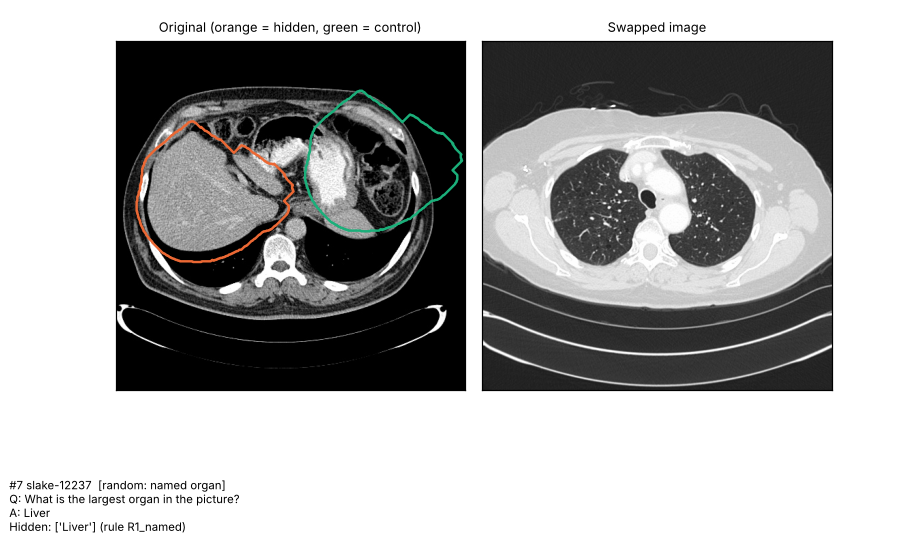 Original (orange = hidden, green = control)
Swapped image
#7 slake-12237  [random: named organ]
Q: What is the largest organ in the picture?
A: Liver
Hidden: ['Liver'] (rule R1_named)